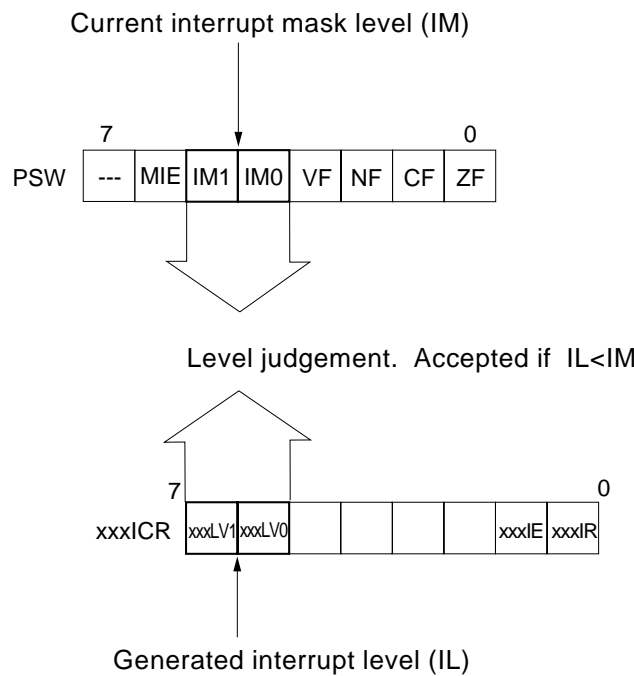 Current interrupt mask level (IM)
7 0
PSW --- MIE IM1 IM0 VF NF CF ZF
Level judgement. Accepted if IL<IM
7 0
xxxICR xxxLV1 xxxLV0 xxxIE xxxIR
Generated interrupt level (IL)